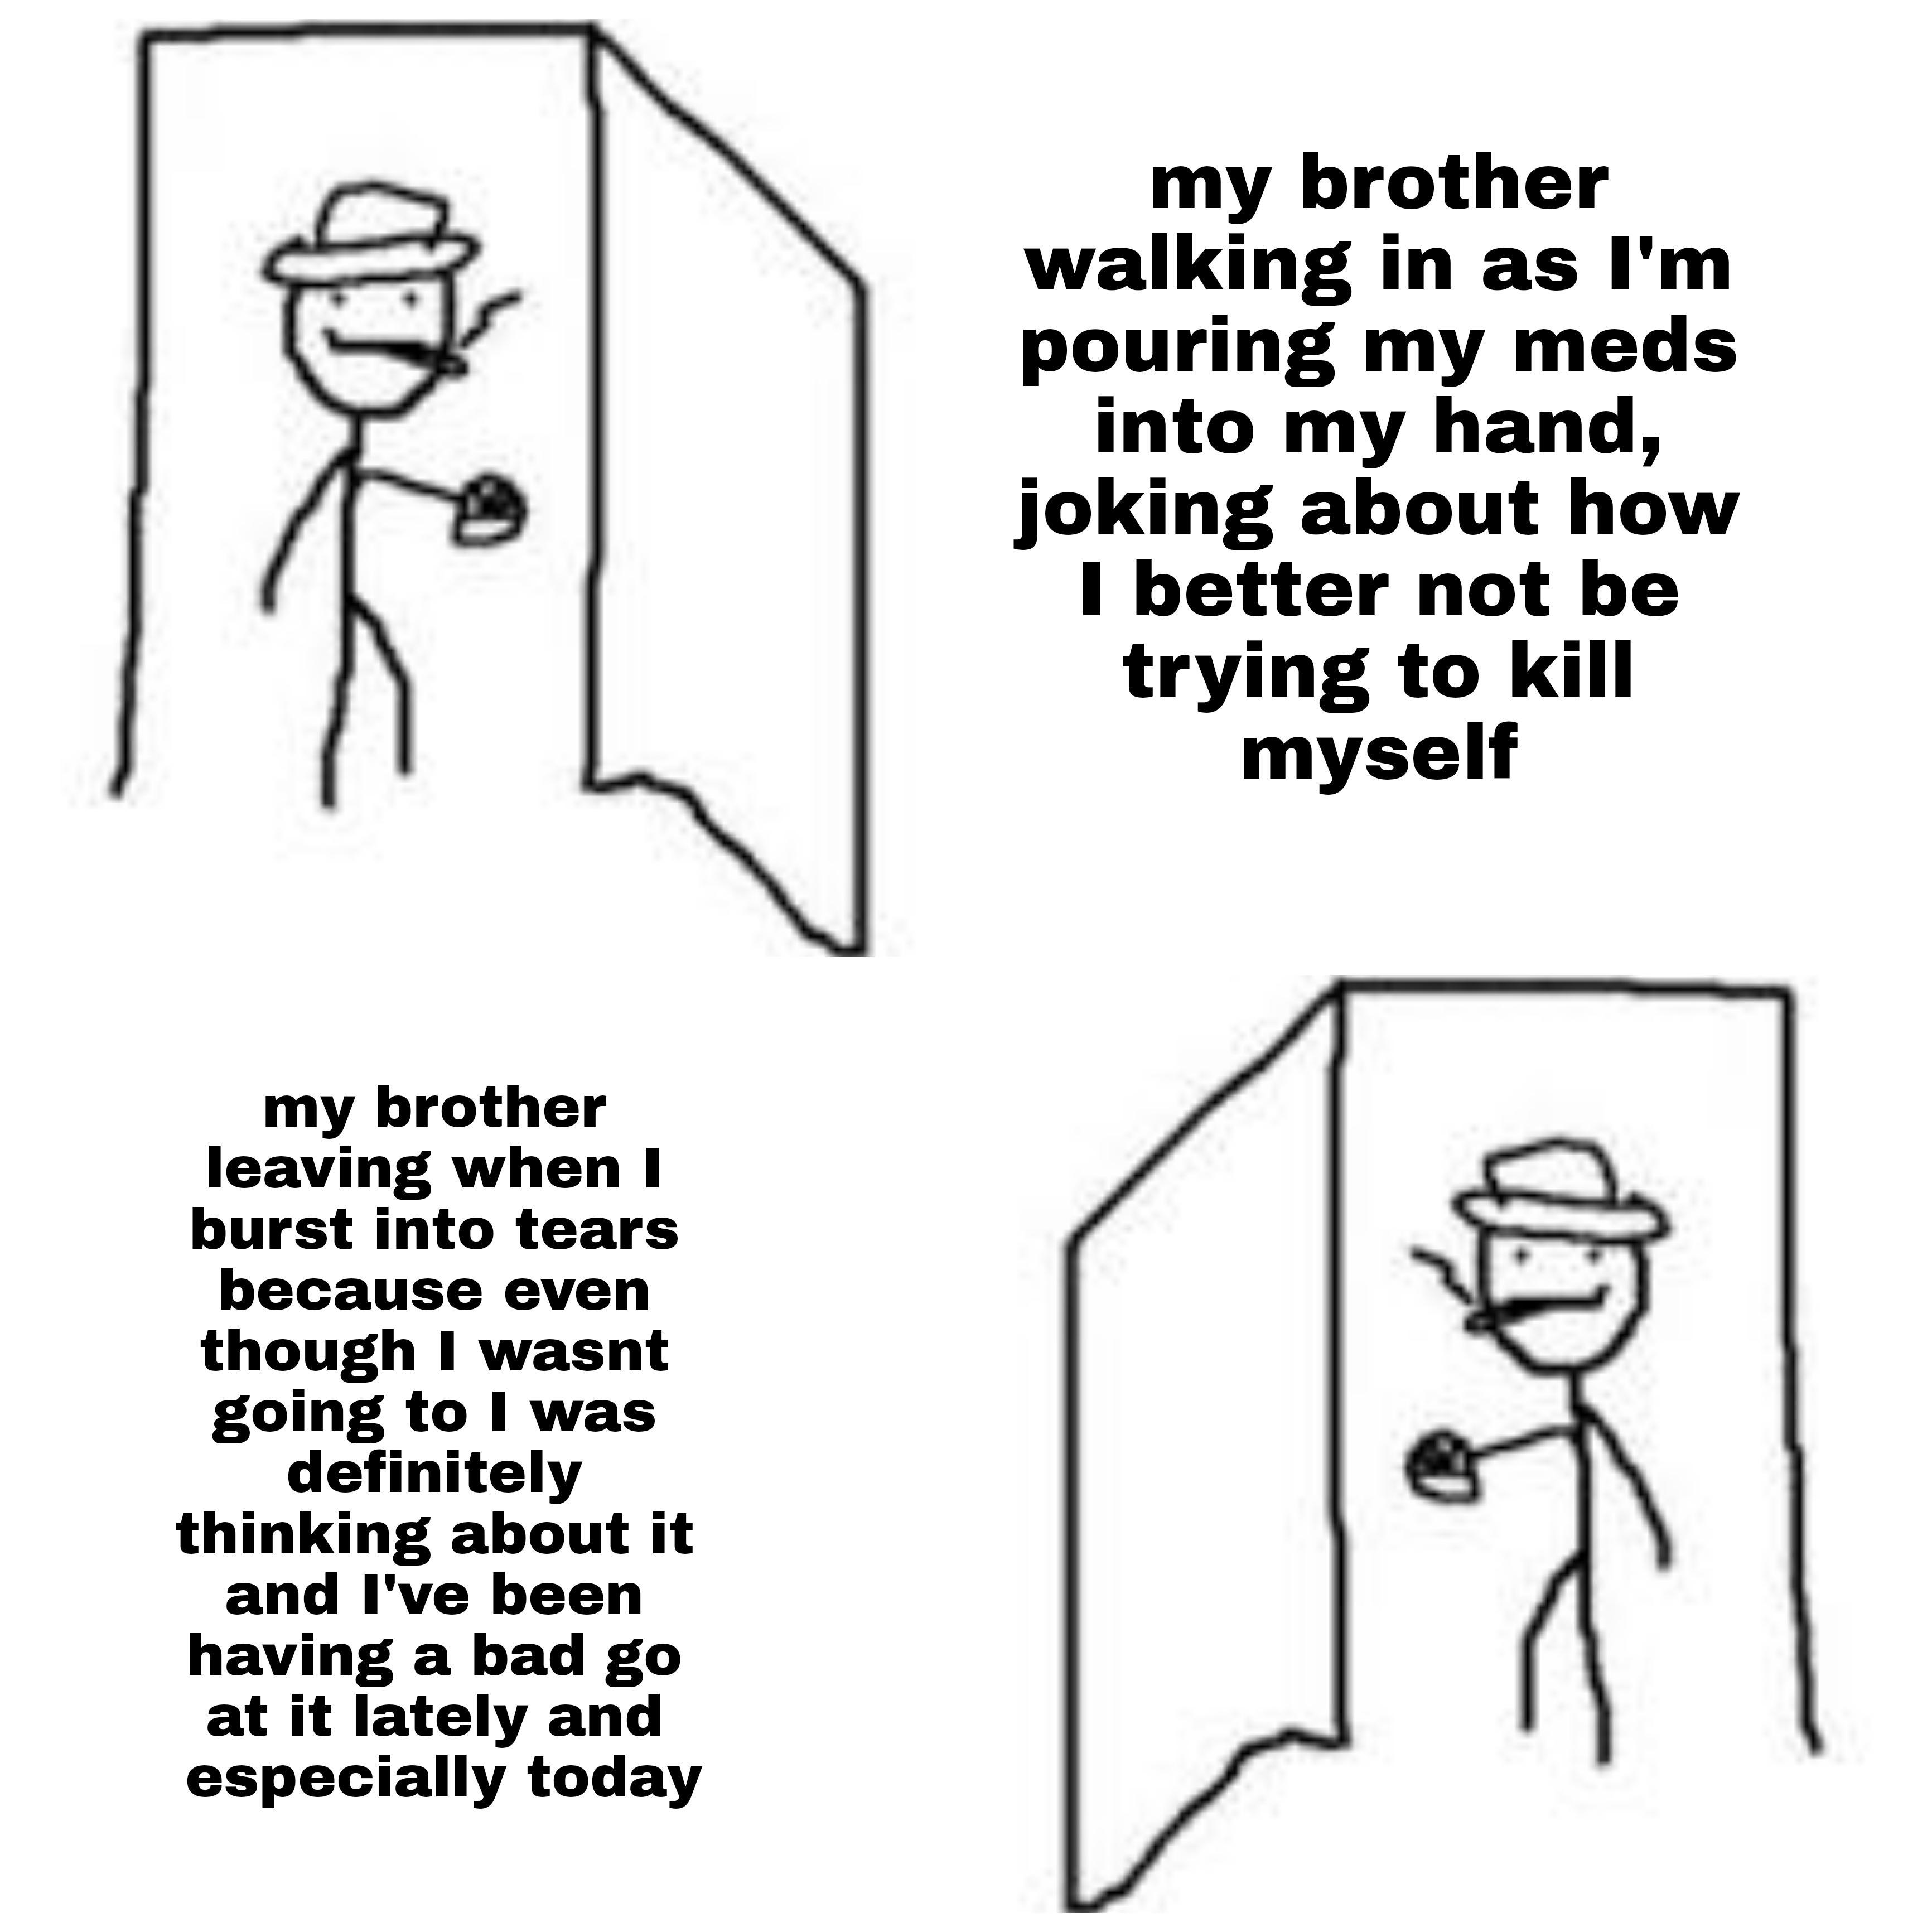 my brother
walking in as I'm
pouring my meds
into my hand,
joking about how
I better not be
trying to kill
myself
my brother
leaving when I
burst into tears
because even
though I wasnt
going to I was
definitely
thinking about it
and I've been
having a bad go
at it lately and
especially today